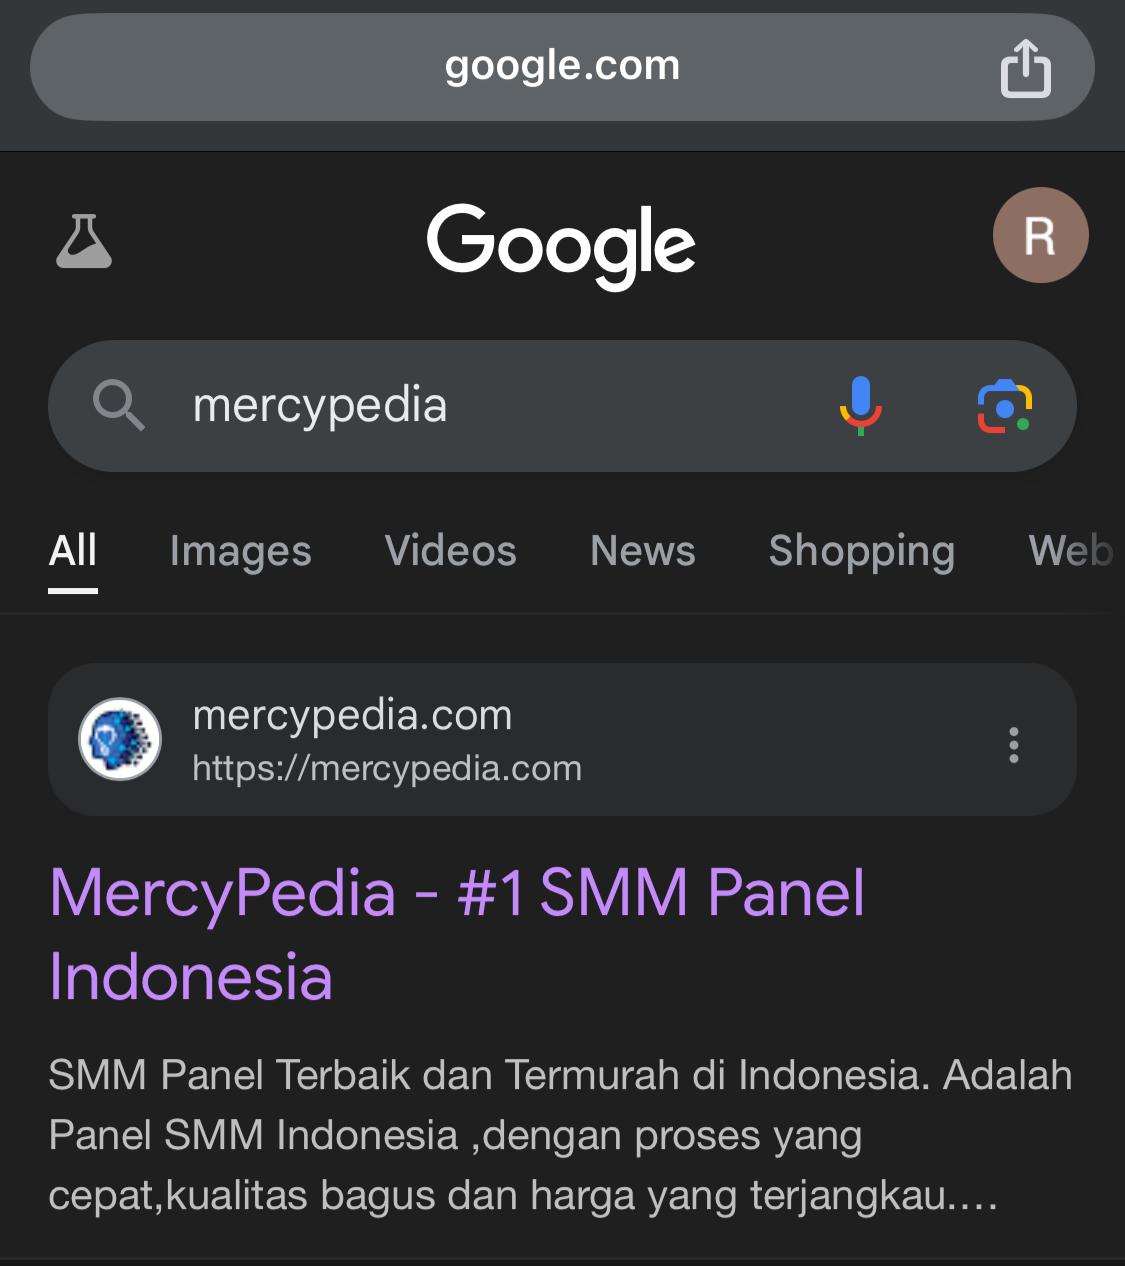 google.com
Google
R
mercypedia
All Images Videos News Shopping Web
mercypedia.com
https://mercypedia.com
MercyPedia - #1 SMM Panel
Indonesia
SMM Panel Terbaik dan Termurah di Indonesia. Adalah
Panel SMM Indonesia ,dengan proses yang
cepat,kualitas bagus dan harga yang terjangkau....